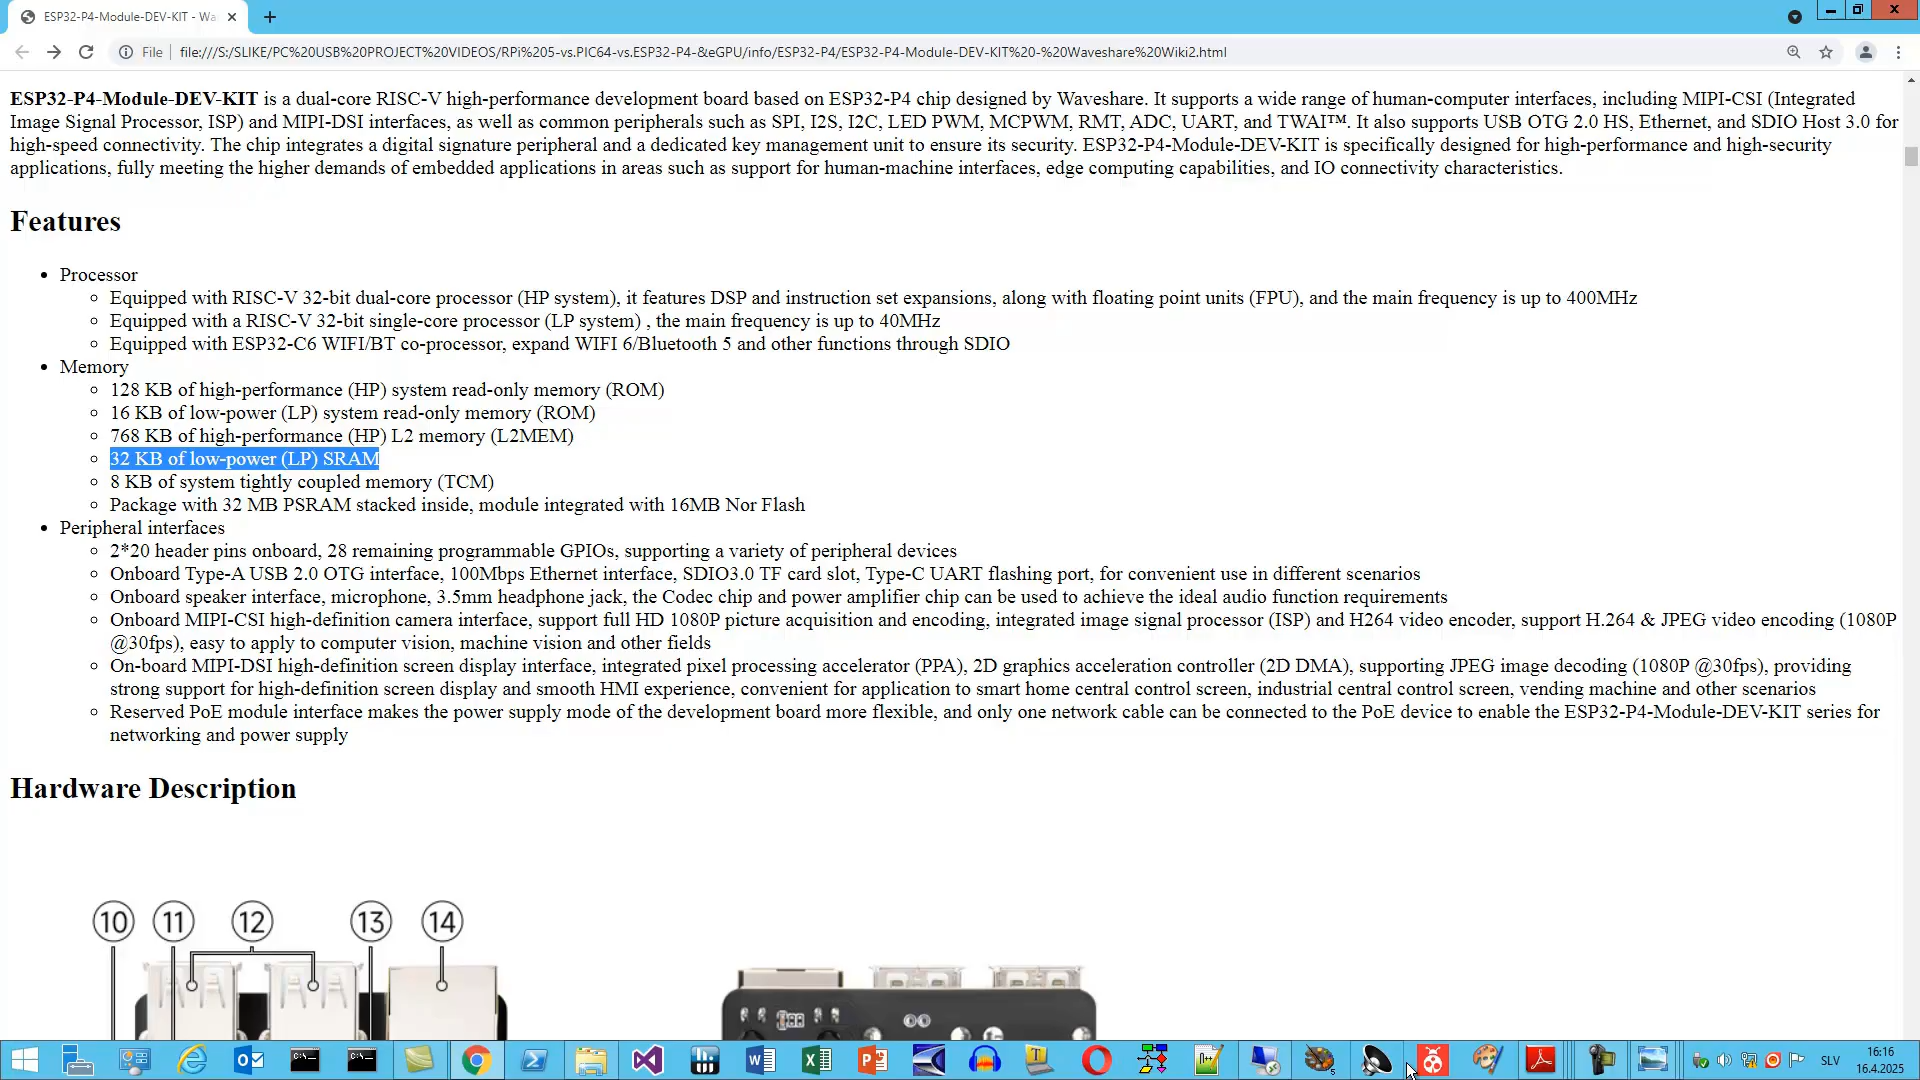 ESP32-P4-Module-DEV-KIT - Wa
File
file:///S:/SLIKE/PC%20USB%20PROJECT%20VIDEOS/RPi%205-vs.PIC64-vs.ESP32-P4-&eGPU/info/ESP32-P4/ESP32-P4-Module-DEV-KIT%20-%20Waveshare%20Wiki2.html
ESP32-P4-Module-DEV-KIT is a dual-core RISC-V high-performance development board based on ESP32-P4 chip designed by Waveshare. It supports a wide range of human-computer interfaces, including MIPI-CSI (Integrated
Image Signal Processor, ISP) and MIPI-DSI interfaces, as well as common peripherals such as SPI, I2S, I2C, LED PWM, MCPWM, RMT, ADC, UART, and TWAI™. It also supports USB OTG 2.0 HS, Ethernet, and SDIO Host 3.0 for
high-speed connectivity. The chip integrates a digital signature peripheral and a dedicated key management unit to ensure its security. ESP32-P4-Module-DEV-KIT is specifically designed for high-performance and high-security
applications, fully meeting the higher demands of embedded applications in areas such as support for human-machine interfaces, edge computing capabilities, and IO connectivity characteristics.
Features
Processor
Equipped with RISC-V 32-bit dual-core processor (HP system), it features DSP and instruction set expansions, along with floating point units (FPU), and the main frequency is up to 400MHz
Equipped with a RISC-V 32-bit single-core processor (LP system) , the main frequency is up to 40MHz
Equipped with ESP32-C6 WIFI/BT co-processor, expand WIFI 6/Bluetooth 5 and other functions through SDIO
Memory
128 KB of high-performance (HP) system read-only memory (ROM)
16 KB of low-power (LP) system read-only memory (ROM)
768 KB of high-performance (HP) L2 memory (L2MEM)
32 KB of low-power (LP) SRAM
8 KB of system tightly coupled memory (TCM)
Package with 32 MB PSRAM stacked inside, module integrated with 16MB Nor Flash
Peripheral interfaces
2*20 header pins onboard, 28 remaining programmable GPIOs, supporting a variety of peripheral devices
Onboard Type-A USB 2.0 OTG interface, 100Mbps Ethernet interface, SDIO3.0 TF card slot, Type-C UART flashing port, for convenient use in different scenarios
Onboard speaker interface, microphone, 3.5mm headphone jack, the Codec chip and power amplifier chip can be used to achieve the ideal audio function requirements
Onboard MIPI-CSI high-definition camera interface, support full HD 1080P picture acquisition and encoding, integrated image signal processor (ISP) and H264 video encoder, support H.264 & JPEG video encoding (1080P
@30fps), easy to apply to computer vision, machine vision and other fields
On-board MIPI-DSI high-definition screen display interface, integrated pixel processing accelerator (PPA), 2D graphics acceleration controller (2D DMA), supporting JPEG image decoding (1080P @30fps), providing
strong support for high-definition screen display and smooth HMI experience, convenient for application to smart home central control screen, industrial central control screen, vending machine and other scenarios
Reserved PoE module interface makes the power supply mode of the development board more flexible, and only one network cable can be connected to the PoE device to enable the ESP32-P4-Module-DEV-KIT series for
networking and power supply
Hardware Description
10 11 12 13 14
SLV
16:16
16.4.2025